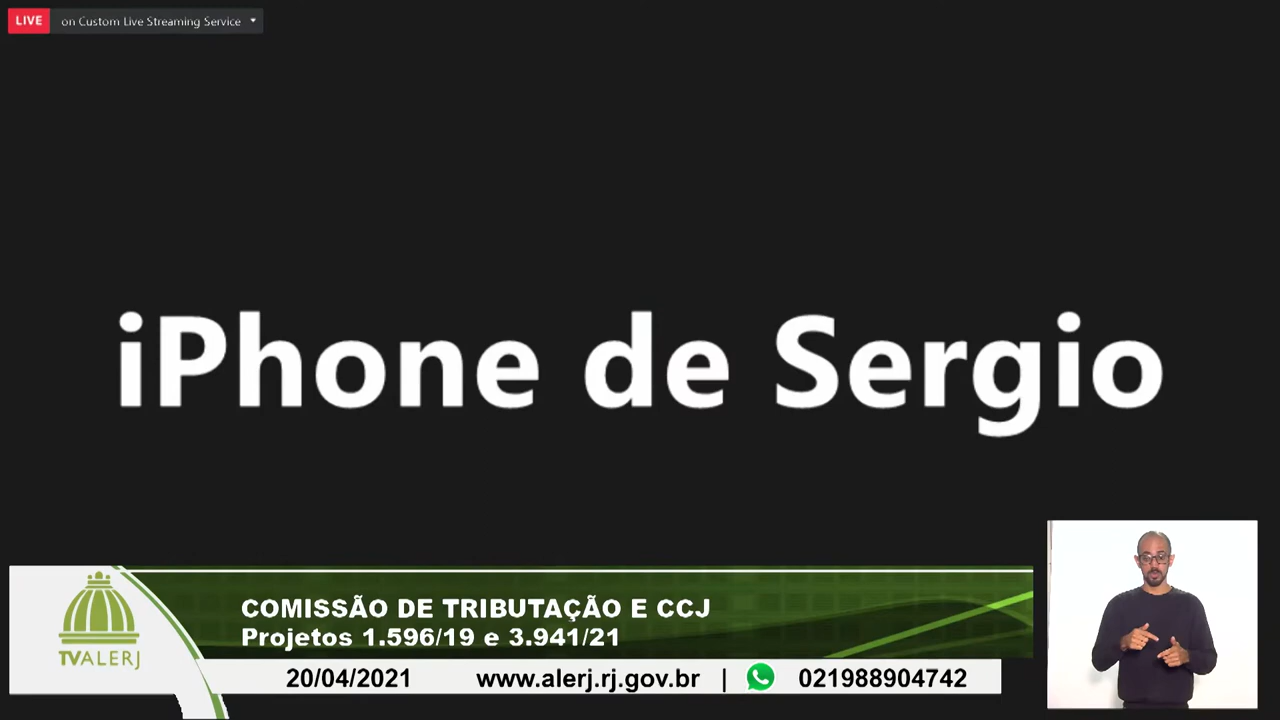 LIVE on Custom Live Streaming Service
iPhone de Sergio
COMISSÃO DE TRIBUTAÇÃO E CCJ
Projetos 1.596/19 e 3.941/21
TVALERJ
20/04/2021 www.alerj.rj.gov.br | 021988904742